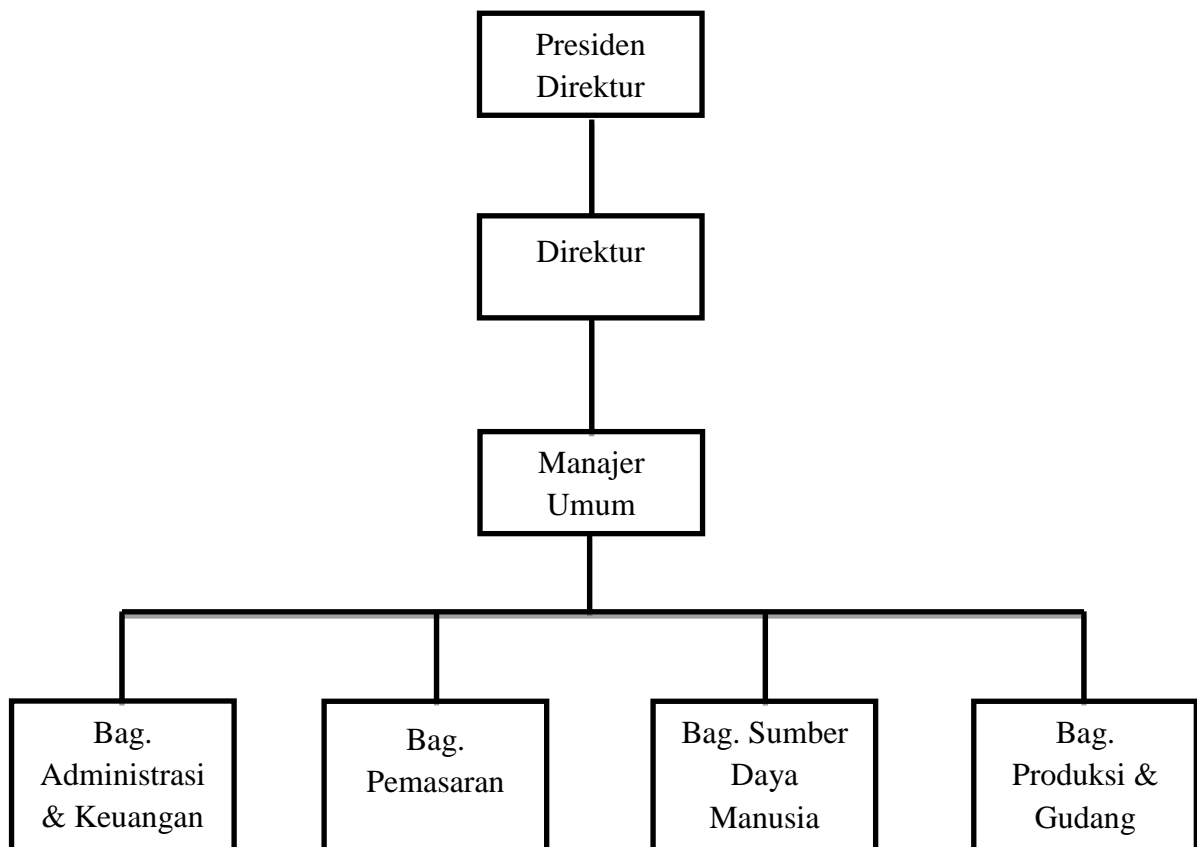 Presiden
Direktur
Direktur
Manajer
Umum
Bag.
Administrasi
& Keuangan
Bag.
Pemasaran
Bag. Sumber
Daya
Manusia
Bag.
Produksi &
Gudang